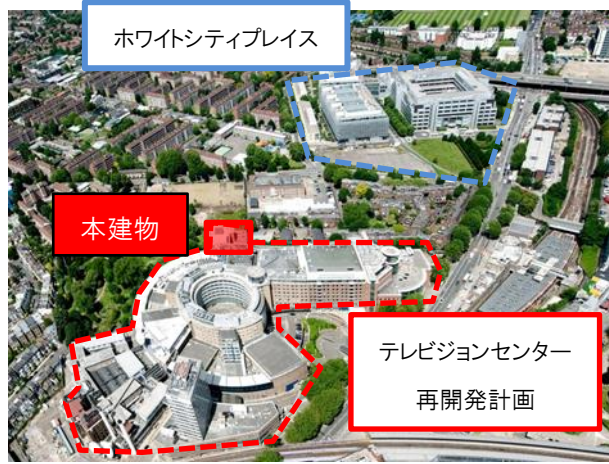 ホワイトシティプレイス
本建物
テレビジョンセンター
再開発計画